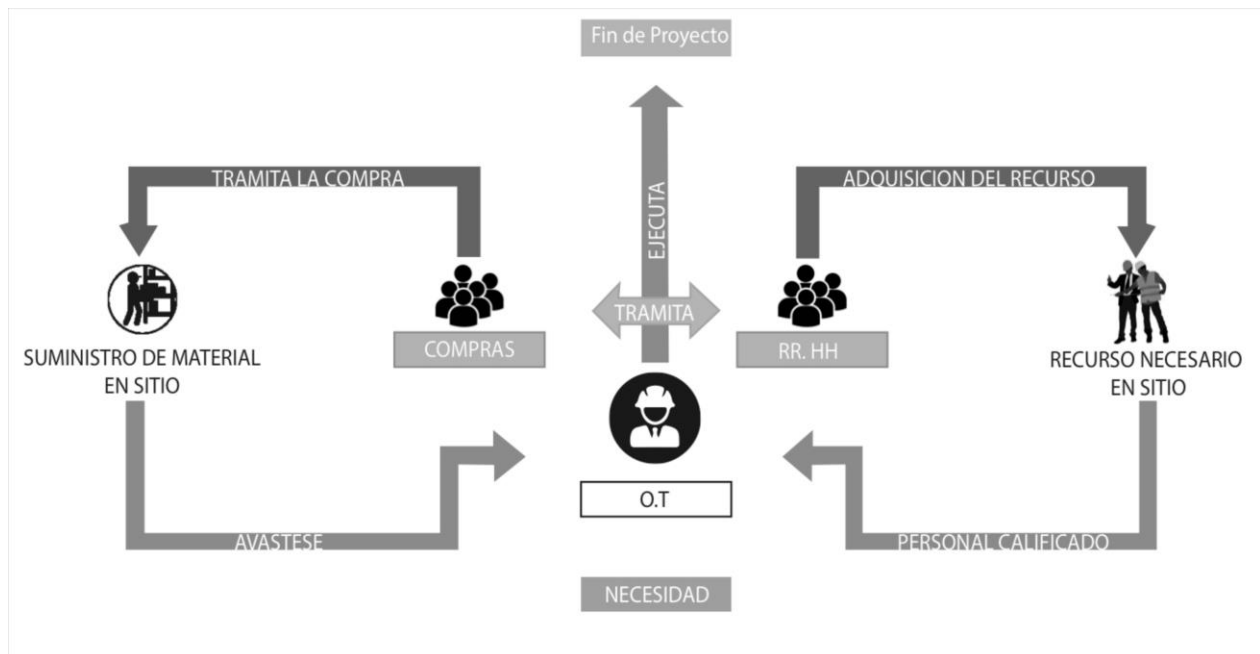 Fin de Proyecto
TRAMITA LA COMPRA
ADQUISICION DEL RECURSO
EJECUTA
TRAMITA
COMPRAS
RR. HH
SUMINISTRO DE MATERIAL
EN SITIO
RECURSO NECESARIO
EN SITIO
O.T
AVASTESE
PERSONAL CALIFICADO
NECESIDAD